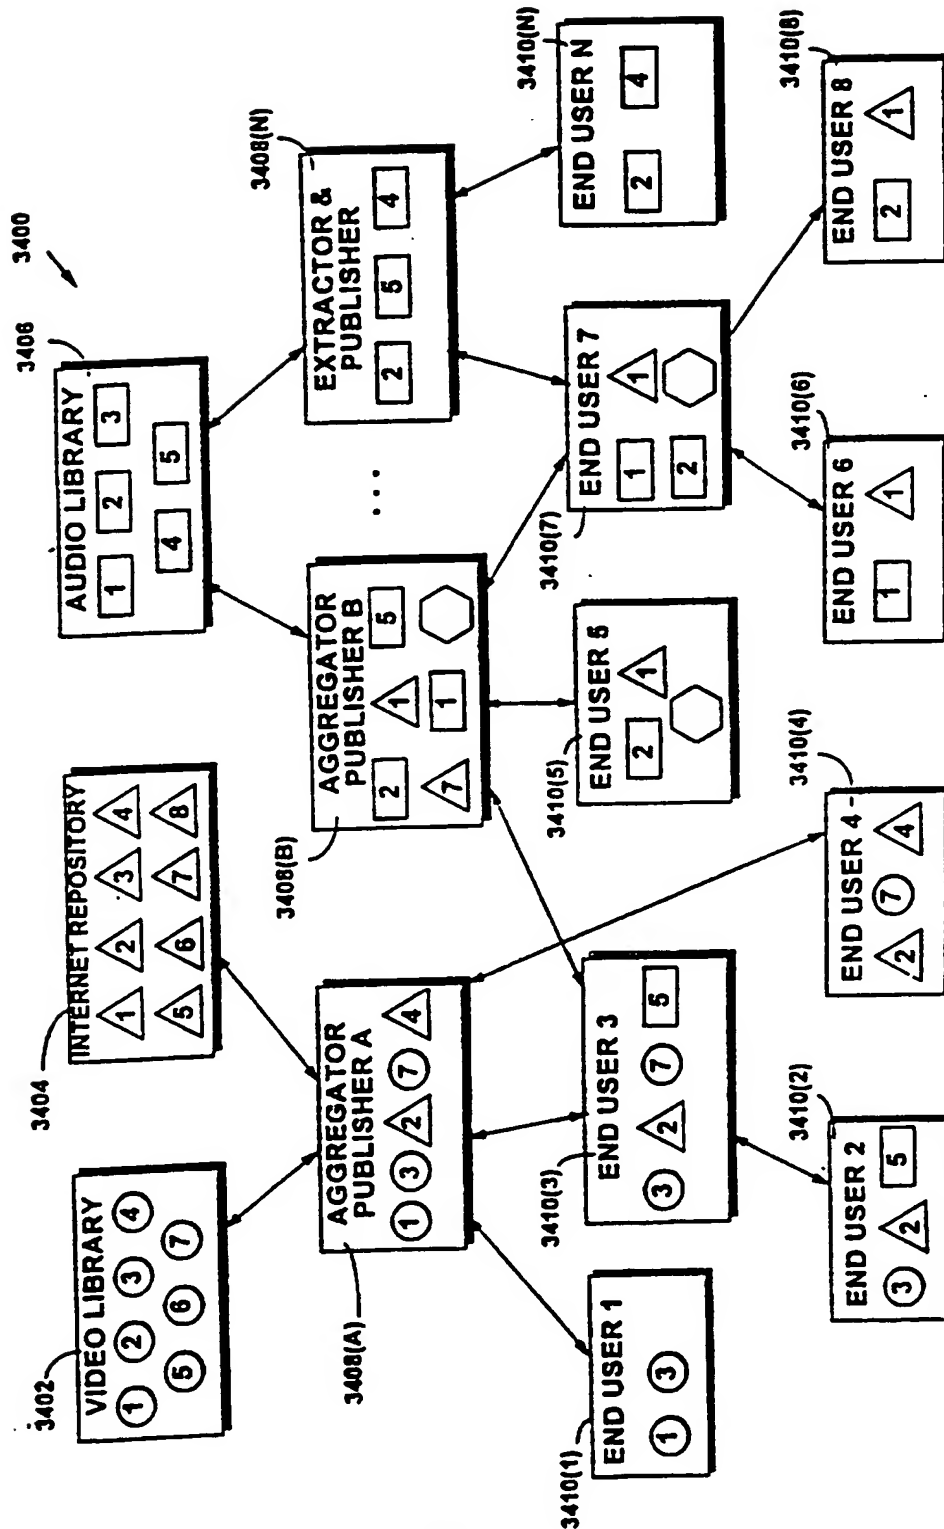 3400
3402
VIDEO LIBRARY
1 2 3 4
5 6 7
3404
INTERNET REPOSITORY
1 2 3 4
5 6 7 8
3406
AUDIO LIBRARY
1 2 3
4 5
3408(A)
AGGREGATOR
PUBLISHER A
1 3 2 7 4
3408(B)
AGGREGATOR
PUBLISHER B
2 1 5
7 1
...
3408(N)
EXTRACTOR &
PUBLISHER
2 5 4
3410(1)
END USER 1
1 3
3410(3)
END USER 3
3 2 7 5
3410(5)
END USER 5
2 1
3410(7)
END USER 7
1 1
2
3410(N)
END USER N
2 4
3410(2)
END USER 2
3 2 5
3410(4)
END USER 4
2 7 4
3410(6)
END USER 6
1 1
3410(8)
END USER 8
2 1